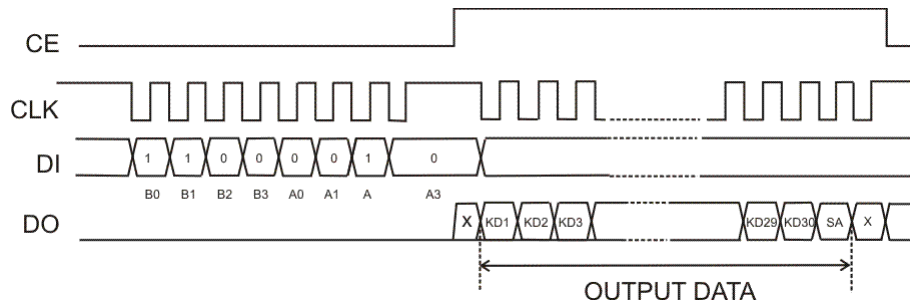 CE
CLK
DI
1 1 0 0 0 0 1 0
B0 B1 B2 B3 A0 A1 A A3
DO
X KD1 KD2 KD3 KD29 KD30 SA X
OUTPUT DATA